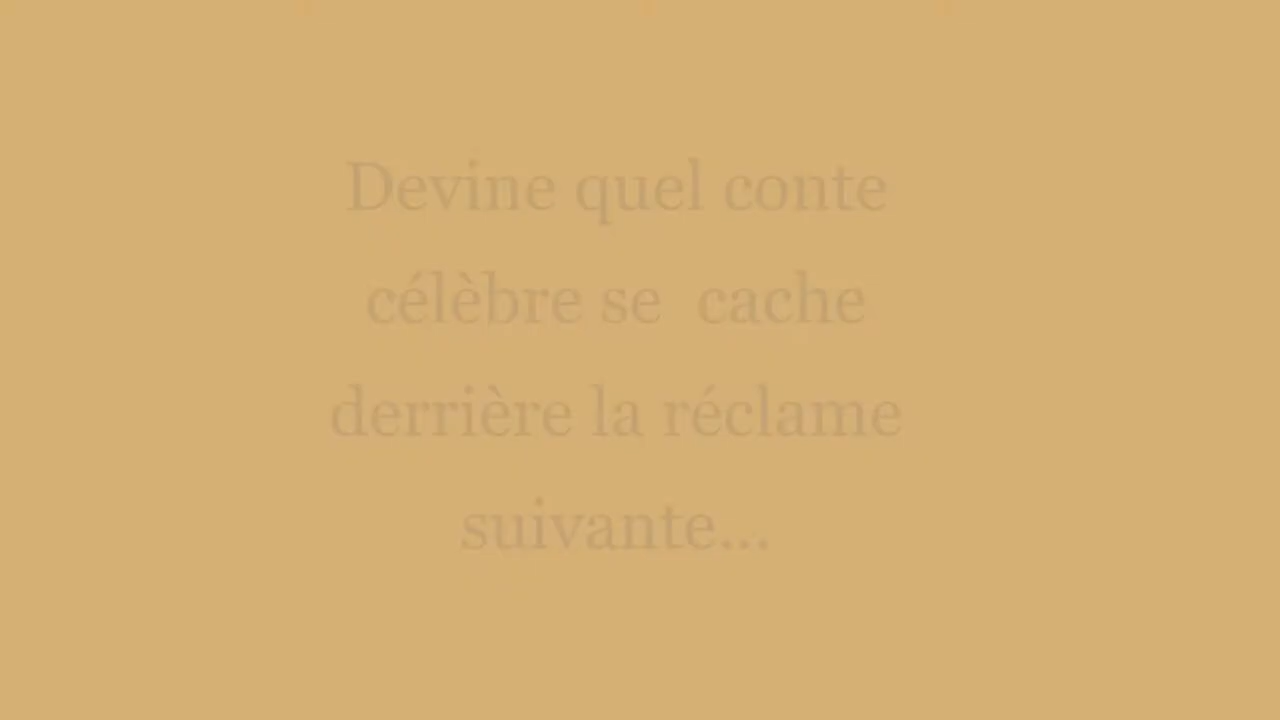 Devine quel conte
célèbre se  cache
derrière la réclame
suivante...